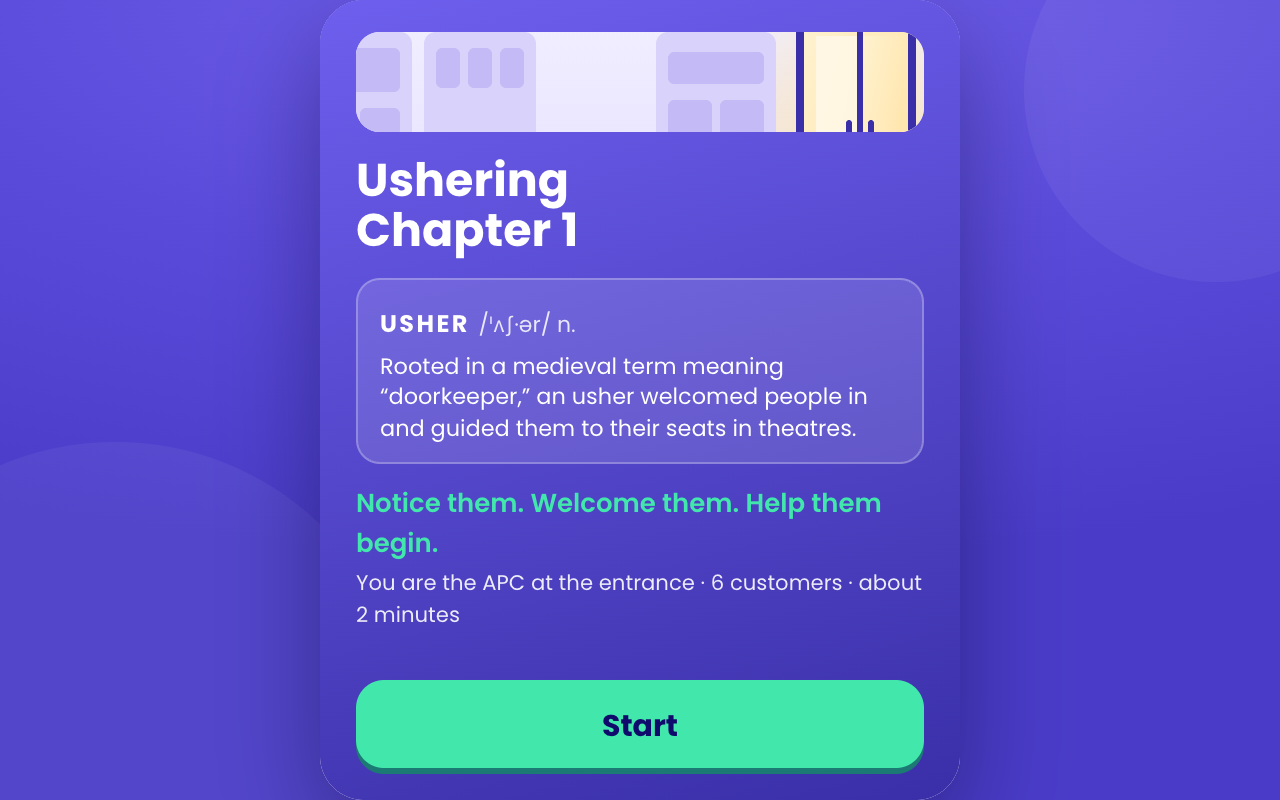 Ushering
Chapter 1
USHER /ˈʌʃ·ər/ n.
Rooted in a medieval term meaning
“doorkeeper,” an usher welcomed people in
and guided them to their seats in theatres.
Notice them. Welcome them. Help them
begin.
You are the APC at the entrance · 6 customers · about
2 minutes
Start